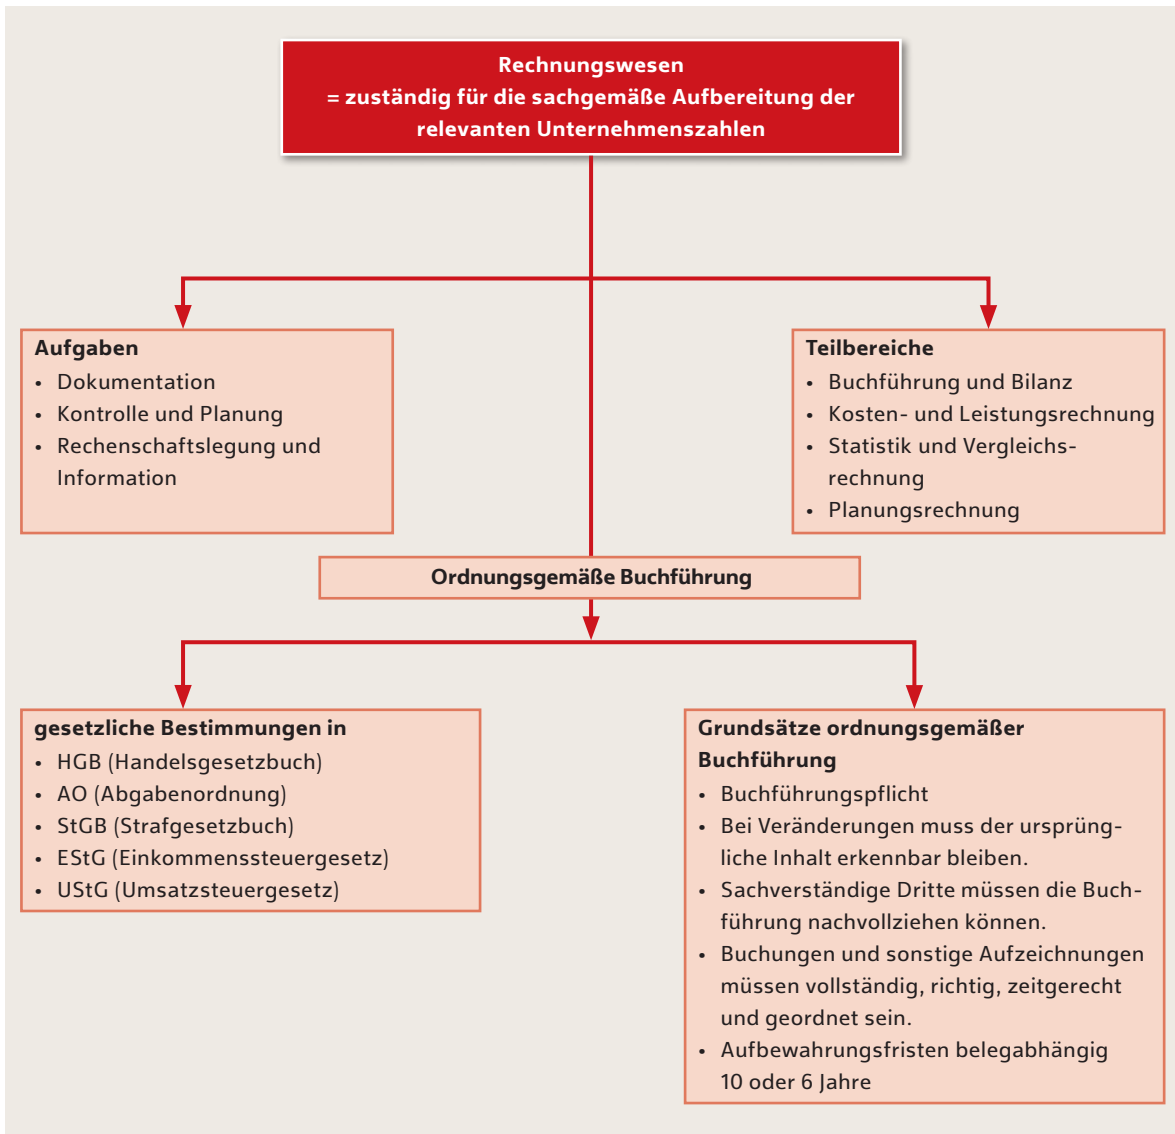 Rechnungswesen
= zuständig für die sachgemäße Aufbereitung der
relevanten Unternehmenszahlen
Aufgaben
• Dokumentation
• Kontrolle und Planung
• Rechenschaftslegung und
Information
Teilbereiche
• Buchführung und Bilanz
• Kosten- und Leistungsrechnung
• Statistik und Vergleichs-
rechnung
• Planungsrechnung
Ordnungsgemäße Buchführung
gesetzliche Bestimmungen in
• HGB (Handelsgesetzbuch)
• AO (Abgabenordnung)
• StGB (Strafgesetzbuch)
• EStG (Einkommenssteuergesetz)
• UStG (Umsatzsteuergesetz)
Grundsätze ordnungsgemäßer
Buchführung
• Buchführungspflicht
• Bei Veränderungen muss der ursprüng-
liche Inhalt erkennbar bleiben.
• Sachverständige Dritte müssen die Buch-
führung nachvollziehen können.
• Buchungen und sonstige Aufzeichnungen
müssen vollständig, richtig, zeitgerecht
und geordnet sein.
• Aufbewahrungsfristen belegabhängig
10 oder 6 Jahre